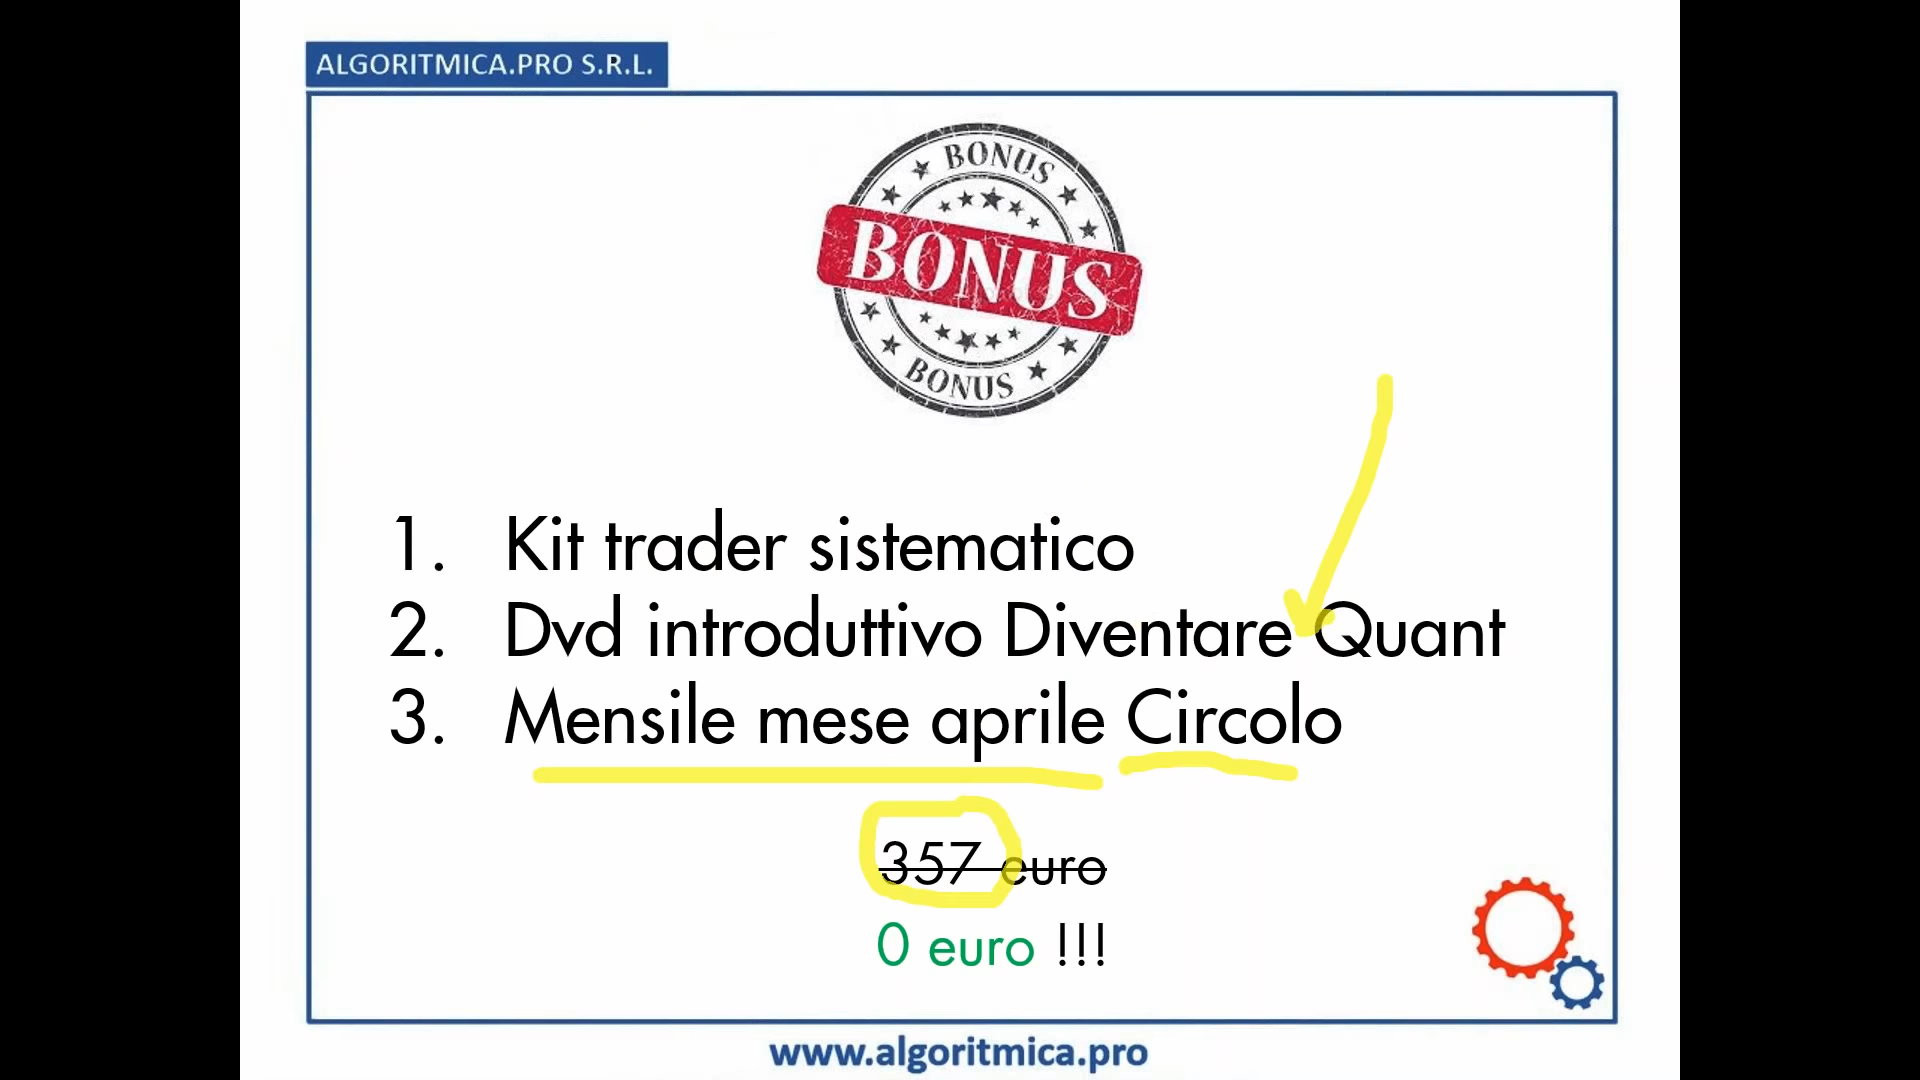 ALGORITMICA.PRO S.R.L.
BONUS
BONUS
BONUS
1. Kit trader sistematico
2. Dvd introduttivo Diventare Quant
3. Mensile mese aprile Circolo
357 euro
0 euro !!!
www.algoritmica.pro